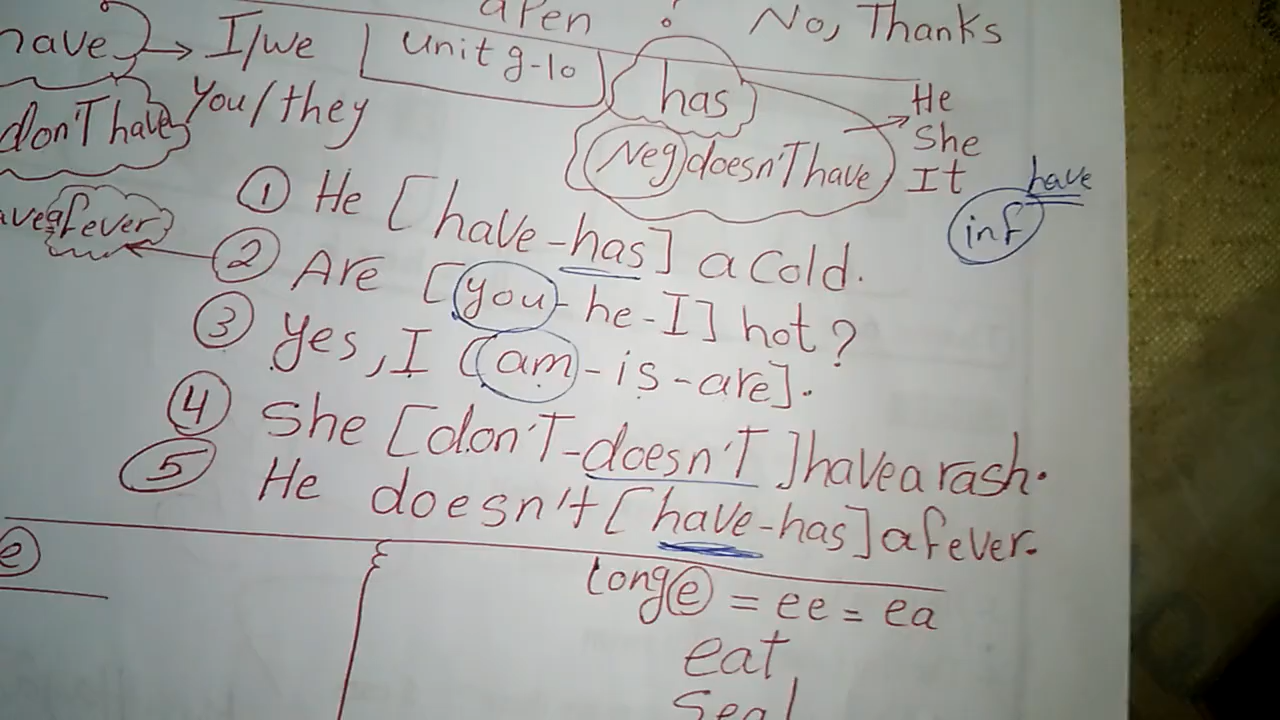 a pen ? No, Thanks
have → I/we
Unit 9-10
has
He
don'T have
You/they
Neg doesn'T have
She
It
have
inf
① He [have-has] a cold.
a fever
② Are [you-he-I] hot?
③ Yes, I [am-is-are].
④ She [don'T-doesn'T] have a rash.
⑤ He doesn't [have-has] a fever.
e
Long e = ee = ea
eat
Seal